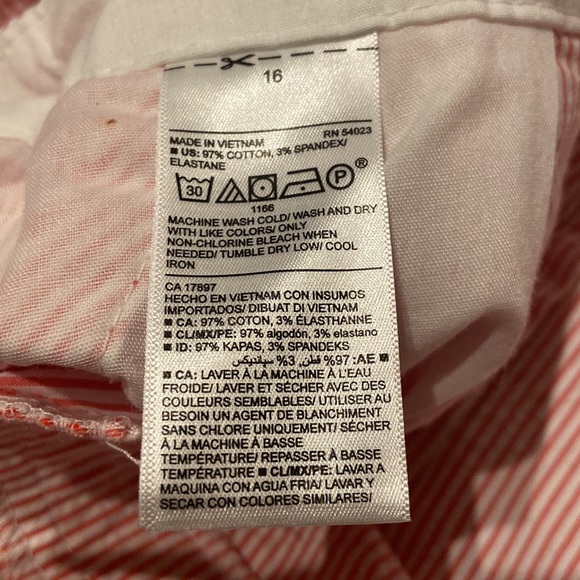 16
MADE IN VIETNAM RN 54023
■ US: 97% COTTON, 3% SPANDEX/
ELASTANE
30 P ®
1166
MACHINE WASH COLD/ WASH AND DRY
WITH LIKE COLORS/ ONLY
NON-CHLORINE BLEACH WHEN
NEEDED/ TUMBLE DRY LOW/ COOL
IRON
CA 17897
HECHO EN VIETNAM CON INSUMOS
IMPORTADOS/ DIBUAT DI VIETNAM
■ CA: 97% COTON, 3% ÉLASTHANNE
■ CL/MX/PE: 97% algodón, 3% elastano
■ ID: 97% KAPAS, 3% SPANDEKS
■ AE: 97% قطن, 3% سپانديكس ■
■ CA: LAVER À LA MACHINE À L'EAU
FROIDE/ LAVER ET SÉCHER AVEC DES
COULEURS SEMBLABLES/ UTILISER AU
BESOIN UN AGENT DE BLANCHIMENT
SANS CHLORE UNIQUEMENT/ SÉCHER
À LA MACHINE À BASSE
TEMPÉRATURE/ REPASSER À BASSE
TEMPÉRATURE ■ CL/MX/PE: LAVAR A
MAQUINA CON AGUA FRIA/ LAVAR Y
SECAR CON COLORES SIMILARES/